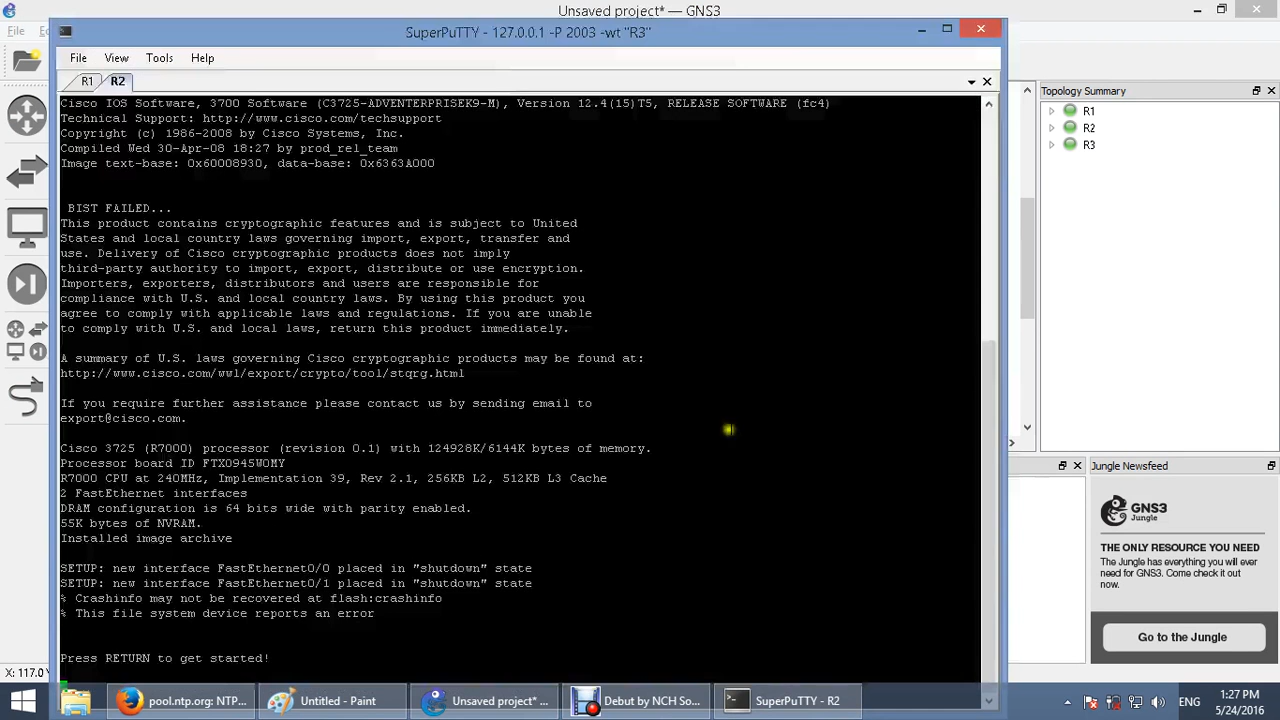 Unsaved project* — GNS3
File
SuperPuTTY - 127.0.0.1 -P 2003 -wt "R3"
File View Tools Help
R1 R2
Cisco IOS Software, 3700 Software (C3725-ADVENTERPRISEK9-M), Version 12.4(15)T5, RELEASE SOFTWARE (fc4)
Technical Support: http://www.cisco.com/techsupport
Copyright (c) 1986-2008 by Cisco Systems, Inc.
Compiled Wed 30-Apr-08 18:27 by prod_rel_team
Image text-base: 0x60008930, data-base: 0x6363A000
BIST FAILED...
This product contains cryptographic features and is subject to United
States and local country laws governing import, export, transfer and
use. Delivery of Cisco cryptographic products does not imply
third-party authority to import, export, distribute or use encryption.
Importers, exporters, distributors and users are responsible for
compliance with U.S. and local country laws. By using this product you
agree to comply with applicable laws and regulations. If you are unable
to comply with U.S. and local laws, return this product immediately.
A summary of U.S. laws governing Cisco cryptographic products may be found at:
http://www.cisco.com/wwl/export/crypto/tool/stqrg.html
If you require further assistance please contact us by sending email to
export@cisco.com.
Cisco 3725 (R7000) processor (revision 0.1) with 124928K/6144K bytes of memory.
Processor board ID FTX0945W0MY
R7000 CPU at 240MHz, Implementation 39, Rev 2.1, 256KB L2, 512KB L3 Cache
2 FastEthernet interfaces
DRAM configuration is 64 bits wide with parity enabled.
55K bytes of NVRAM.
Installed image archive
SETUP: new interface FastEthernet0/0 placed in "shutdown" state
SETUP: new interface FastEthernet0/1 placed in "shutdown" state
% Crashinfo may not be recovered at flash:crashinfo
% This file system device reports an error
Press RETURN to get started!
Topology Summary
R1
R2
R3
Jungle Newsfeed
GNS3
Jungle
THE ONLY RESOURCE YOU NEED
The Jungle has everything you will ever
need for GNS3. Come check it out
now.
Go to the Jungle
X: 117.0 Y
pool.ntp.org: NTP...
Untitled - Paint
Unsaved project*...
Debut by NCH So...
SuperPuTTY - R2
ENG
1:27 PM
5/24/2016